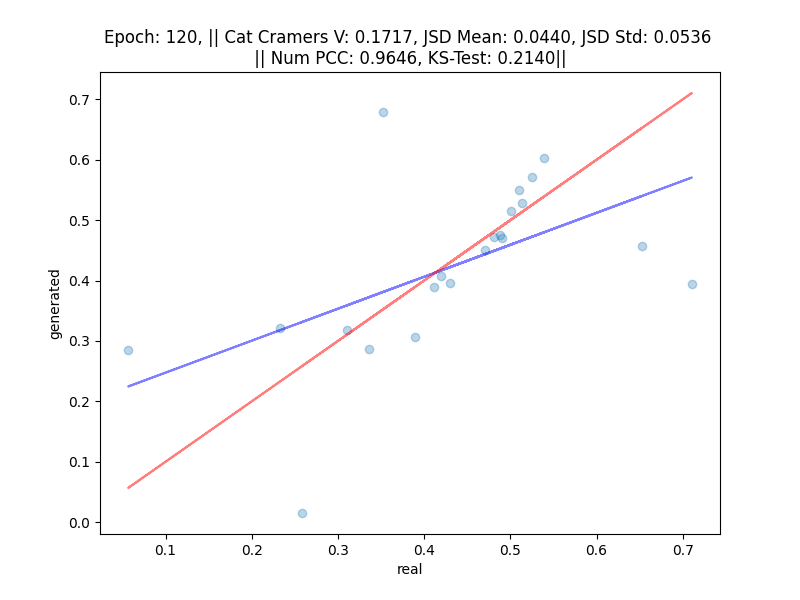 Epoch: 120, || Cat Cramers V: 0.1717, JSD Mean: 0.0440, JSD Std: 0.0536
|| Num PCC: 0.9646, KS-Test: 0.2140||
0.7
0.6
0.5
0.4
0.3
0.2
0.1
0.0
generated
0.1 0.2 0.3 0.4 0.5 0.6 0.7
real